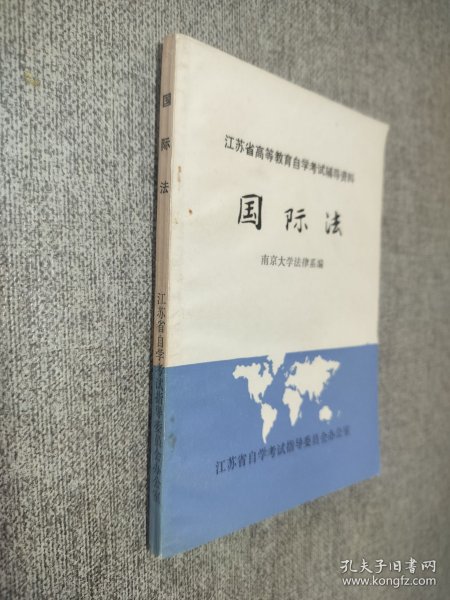 江苏省高等教育自学考试辅导资料
国际法
南京大学法律系编
江苏省自学考试指导委员会办公室
国际法
江苏省自学考试指导委员会办公室
孔夫子旧书网
www.kongfz.com